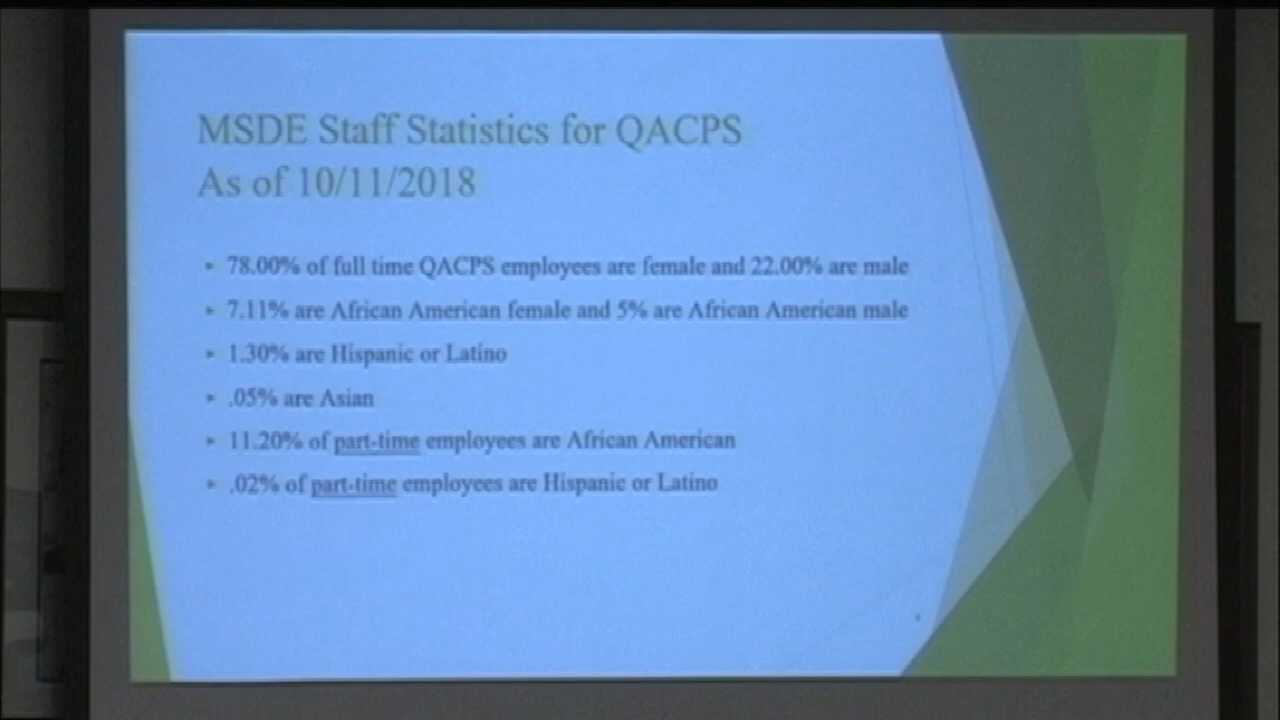 MSDE Staff Statistics for QACPS
As of 10/11/2018
78.00% of full time QACPS employees are female and 22.00% are male
7.11% are African American female and 5% are African American male
1.30% are Hispanic or Latino
.05% are Asian
11.20% of part-time employees are African American
.02% of part-time employees are Hispanic or Latino